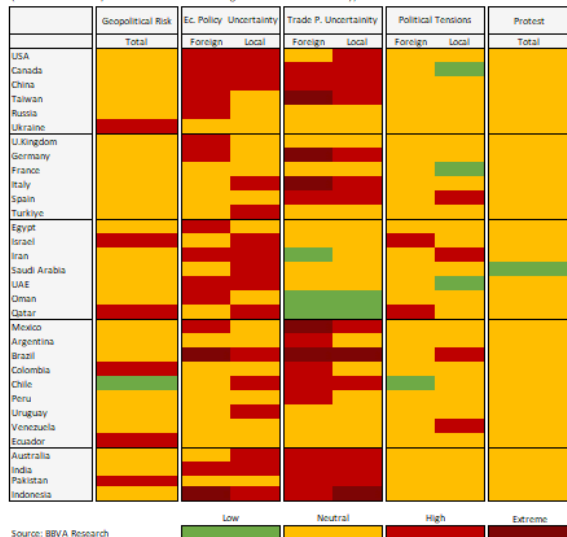 Geopolitical Risk Ec. Policy Uncertainty Trade P. Uncertainity Political Tensions Protest
Total Foreign Local Foreign Local Foreign Local Total
USA
Canada
China
Taiwan
Russia
Ukraine
U.Kingdom
Germany
France
Italy
Spain
Turkiye
Egypt
Israel
Iran
Saudi Arabia
UAE
Oman
Qatar
Mexico
Argentina
Brazil
Colombia
Chile
Peru
Uruguay
Venezuela
Ecuador
Australia
India
Pakistan
Indonesia
Low Neutral High Extreme
Source: BBVA Research